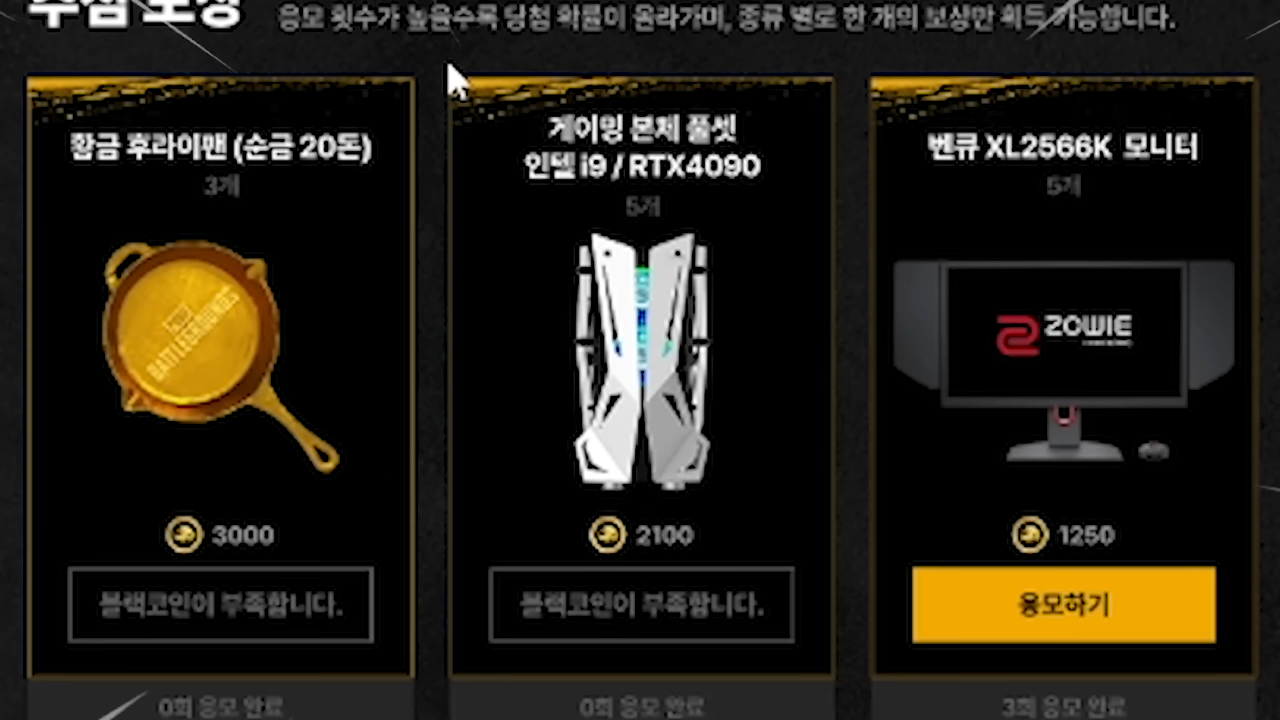 추첨 보상
응모 횟수가 높을수록 당첨 확률이 올라가며, 종류 별로 한 개의 보상만 획득 가능합니다.
황금 후라이팬 (순금 20돈)
3개
BATTLEGROUNDS
3000
블랙코인이 부족합니다.
0회 응모 완료
게이밍 본체 풀셋
인텔 i9 / RTX4090
5개
2100
블랙코인이 부족합니다.
0회 응모 완료
벤큐 XL2566K 모니터
5개
ZOWIE
1250
응모하기
3회 응모 완료